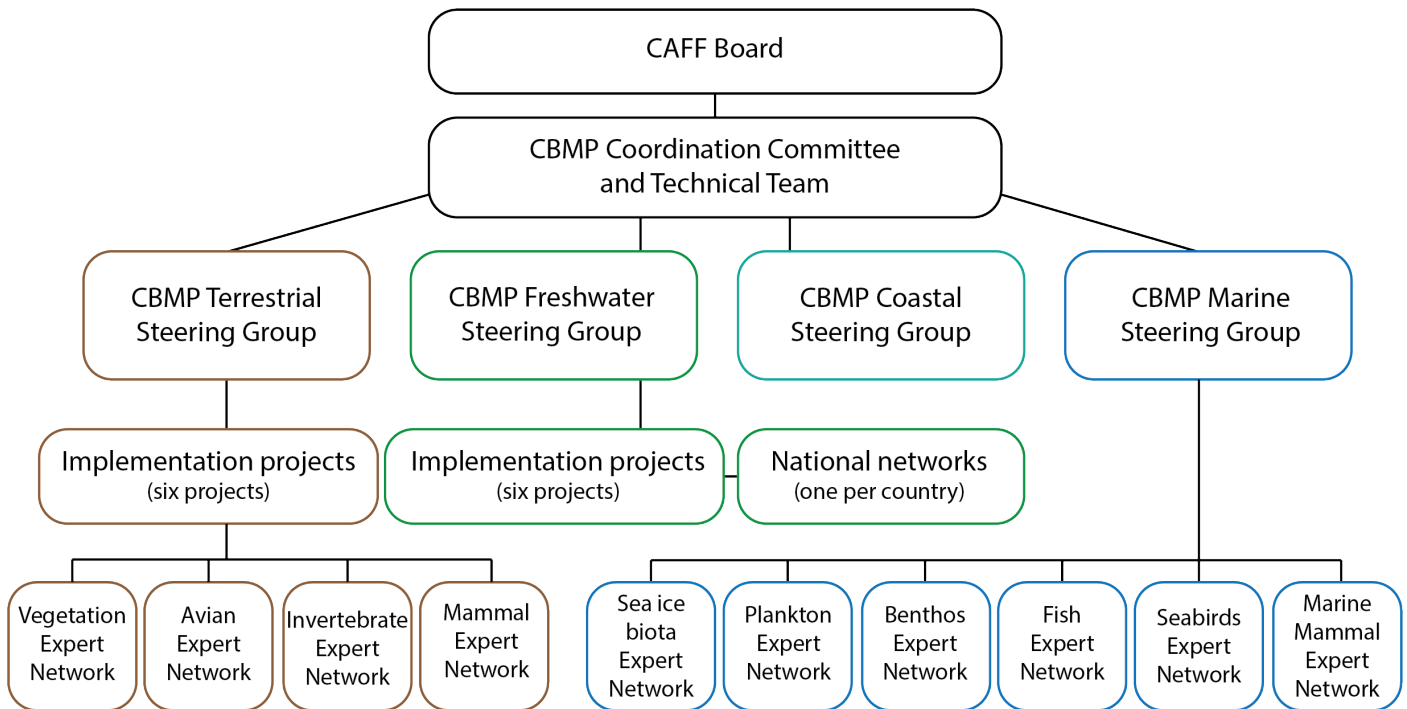 CAFF Board
CBMP Coordination Committee
and Technical Team
CBMP Terrestrial
Steering Group
CBMP Freshwater
Steering Group
CBMP Coastal
Steering Group
CBMP Marine
Steering Group
Implementation projects
(six projects)
Implementation projects
(six projects)
National networks
(one per country)
Vegetation
Expert
Network
Avian
Expert
Network
Invertebrate
Expert
Network
Mammal
Expert
Network
Sea ice
biota
Expert
Network
Plankton
Expert
Network
Benthos
Expert
Network
Fish
Expert
Network
Seabirds
Expert
Network
Marine
Mammal
Expert
Network